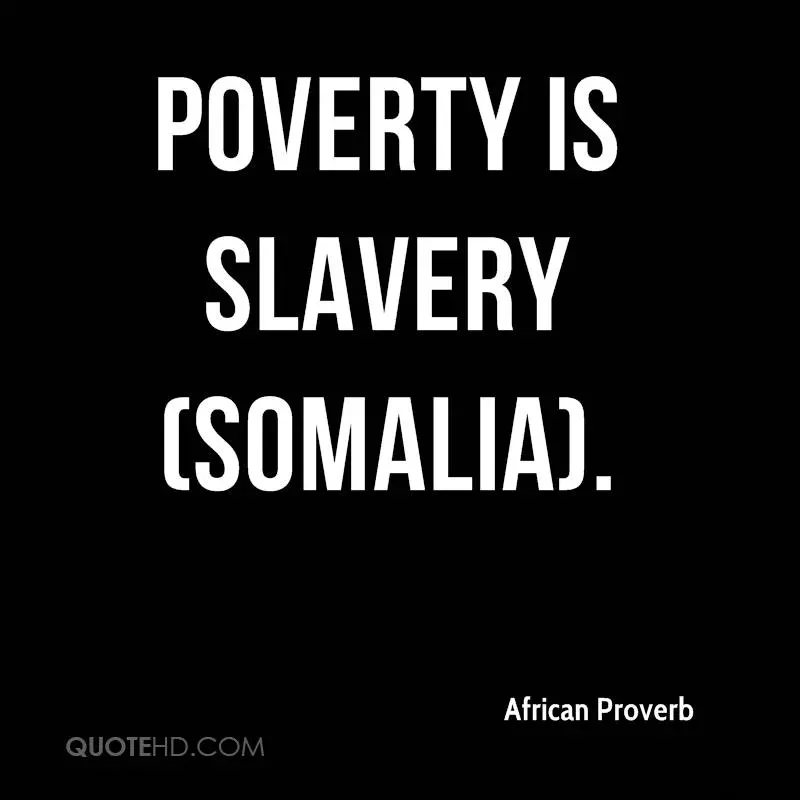 POVERTY IS
SLAVERY
(SOMALIA).
African Proverb
QUOTEHD.COM